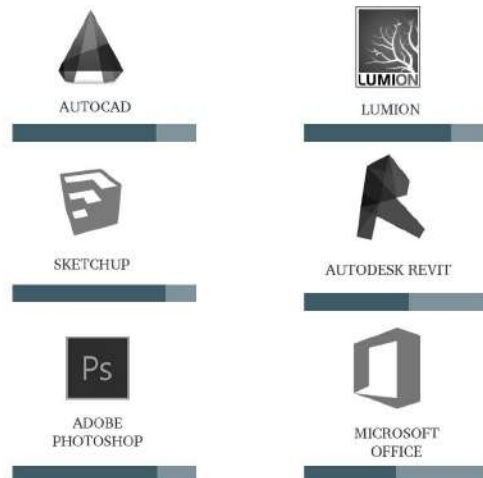 LUMION
AUTOCAD
LUMION
SKETCHUP
AUTODESK REVIT
Ps
ADOBE
PHOTOSHOP
MICROSOFT
OFFICE